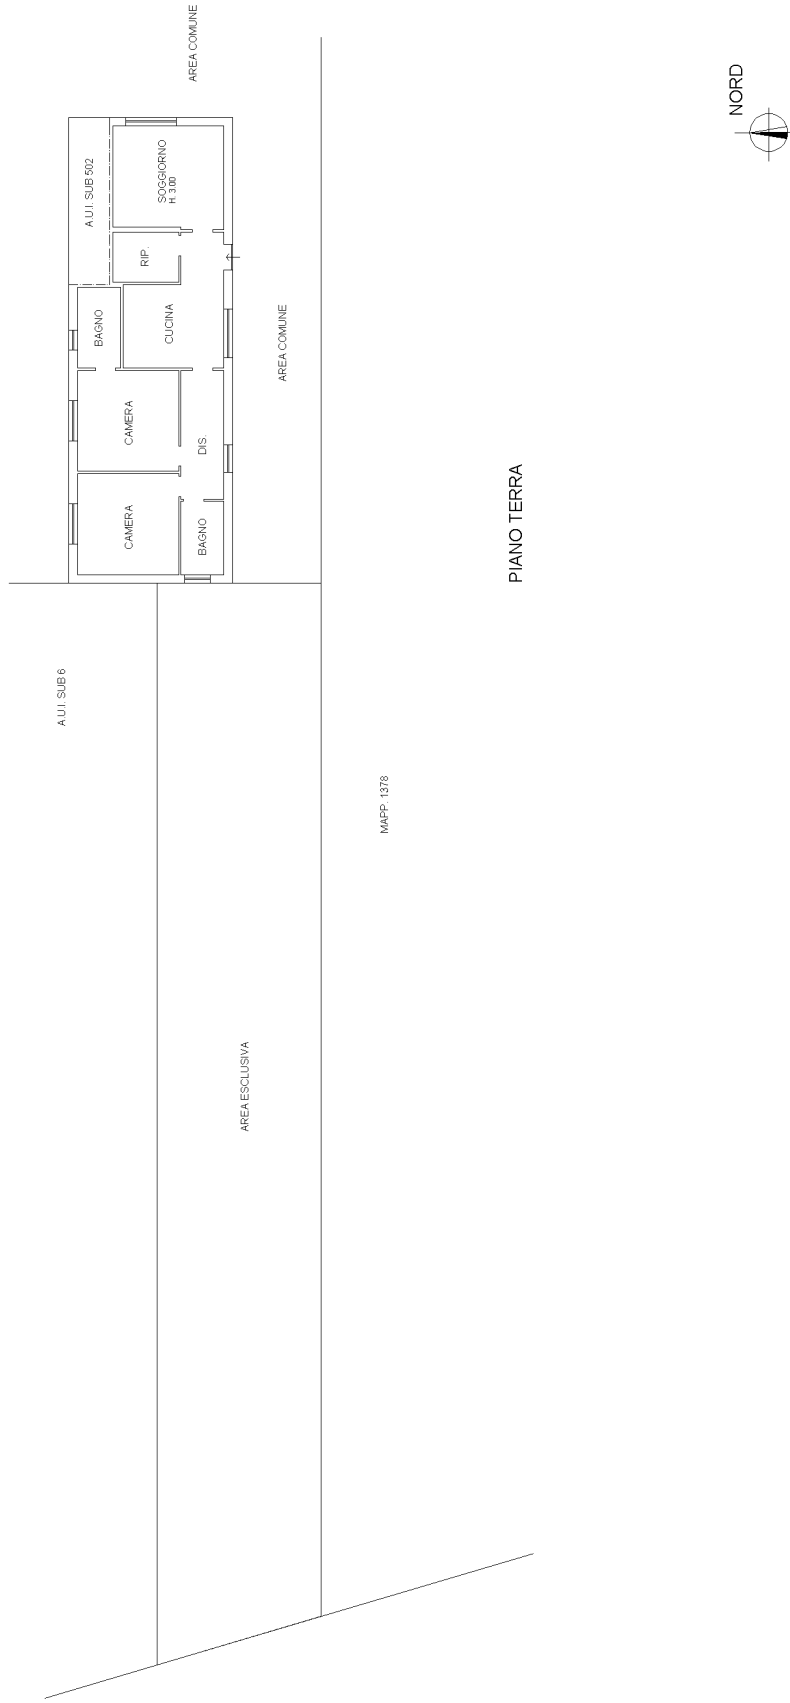 AREA COMUNE
NORD
A.U.I. SUB 502
SOGGIORNO
H. 3.00
RIP.
BAGNO
CUCINA
AREA COMUNE
CAMERA
DIS.
CAMERA
BAGNO
PIANO TERRA
A.U.I. SUB 6
MAPP. 1378
AREA ESCLUSIVA